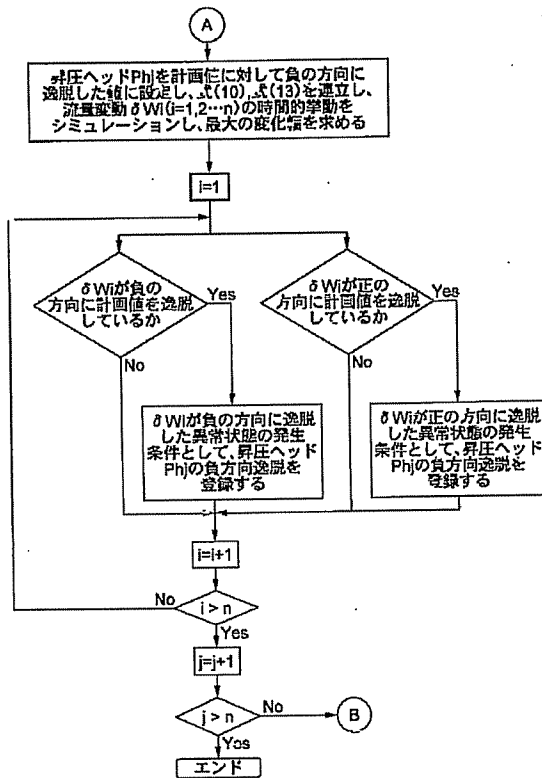 A
昇圧ヘッドPhjを計画値に対して負の方向に
逸脱した値に設定し、式(10)，式(13)を連立し、
流量変動δWi(i=1,2…n)の時間的挙動を
シミュレーションし、最大の変化幅を求める
i=1
δWiが負の
方向に計画値を逸脱
しているか
Yes
No
δWiが正の
方向に計画値を逸脱
しているか
Yes
No
δWiが負の方向に逸脱
した異常状態の発生
条件として、昇圧ヘッド
Phjの負方向逸脱を
登録する
δWiが正の方向に逸脱
した異常状態の発生
条件として、昇圧ヘッド
Phjの負方向逸脱を
登録する
i=i+1
No
i>n
Yes
j=j+1
j>n
No
B
Yes
エンド